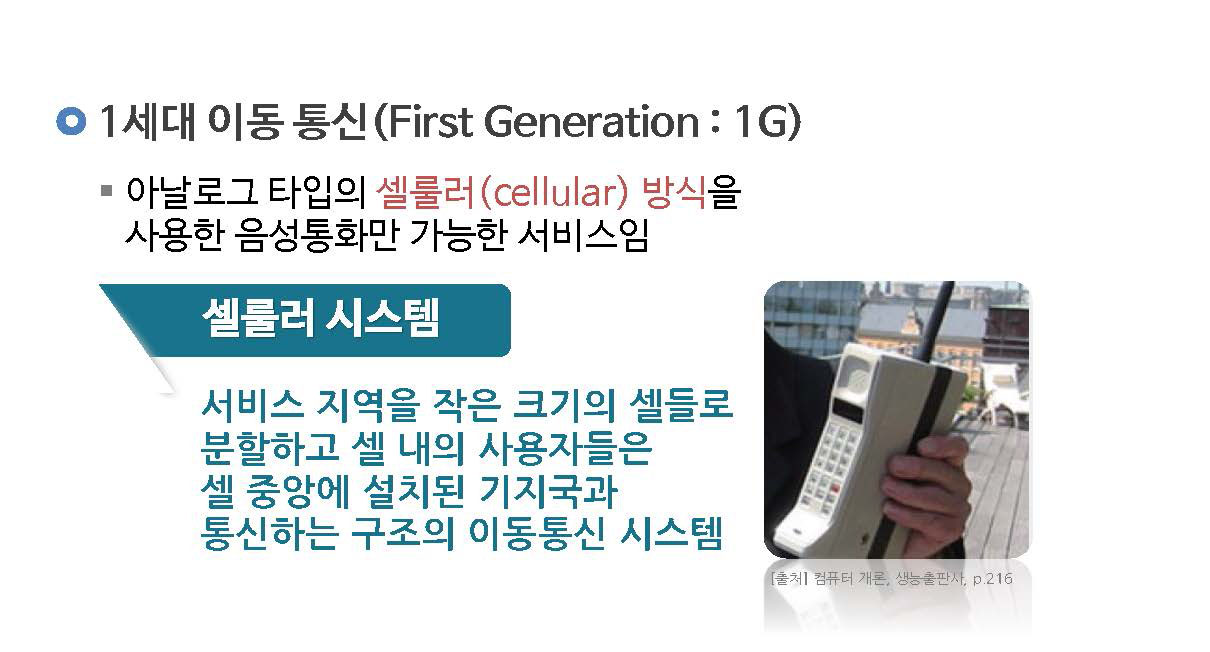 1세대 이동 통신(First Generation : 1G)
아날로그 타입의 셀룰러(cellular) 방식을
사용한 음성통화만 가능한 서비스임
셀룰러 시스템
서비스 지역을 작은 크기의 셀들로
분할하고 셀 내의 사용자들은
셀 중앙에 설치된 기지국과
통신하는 구조의 이동통신 시스템
[출처] 컴퓨터 개론, 생능출판사, p.216